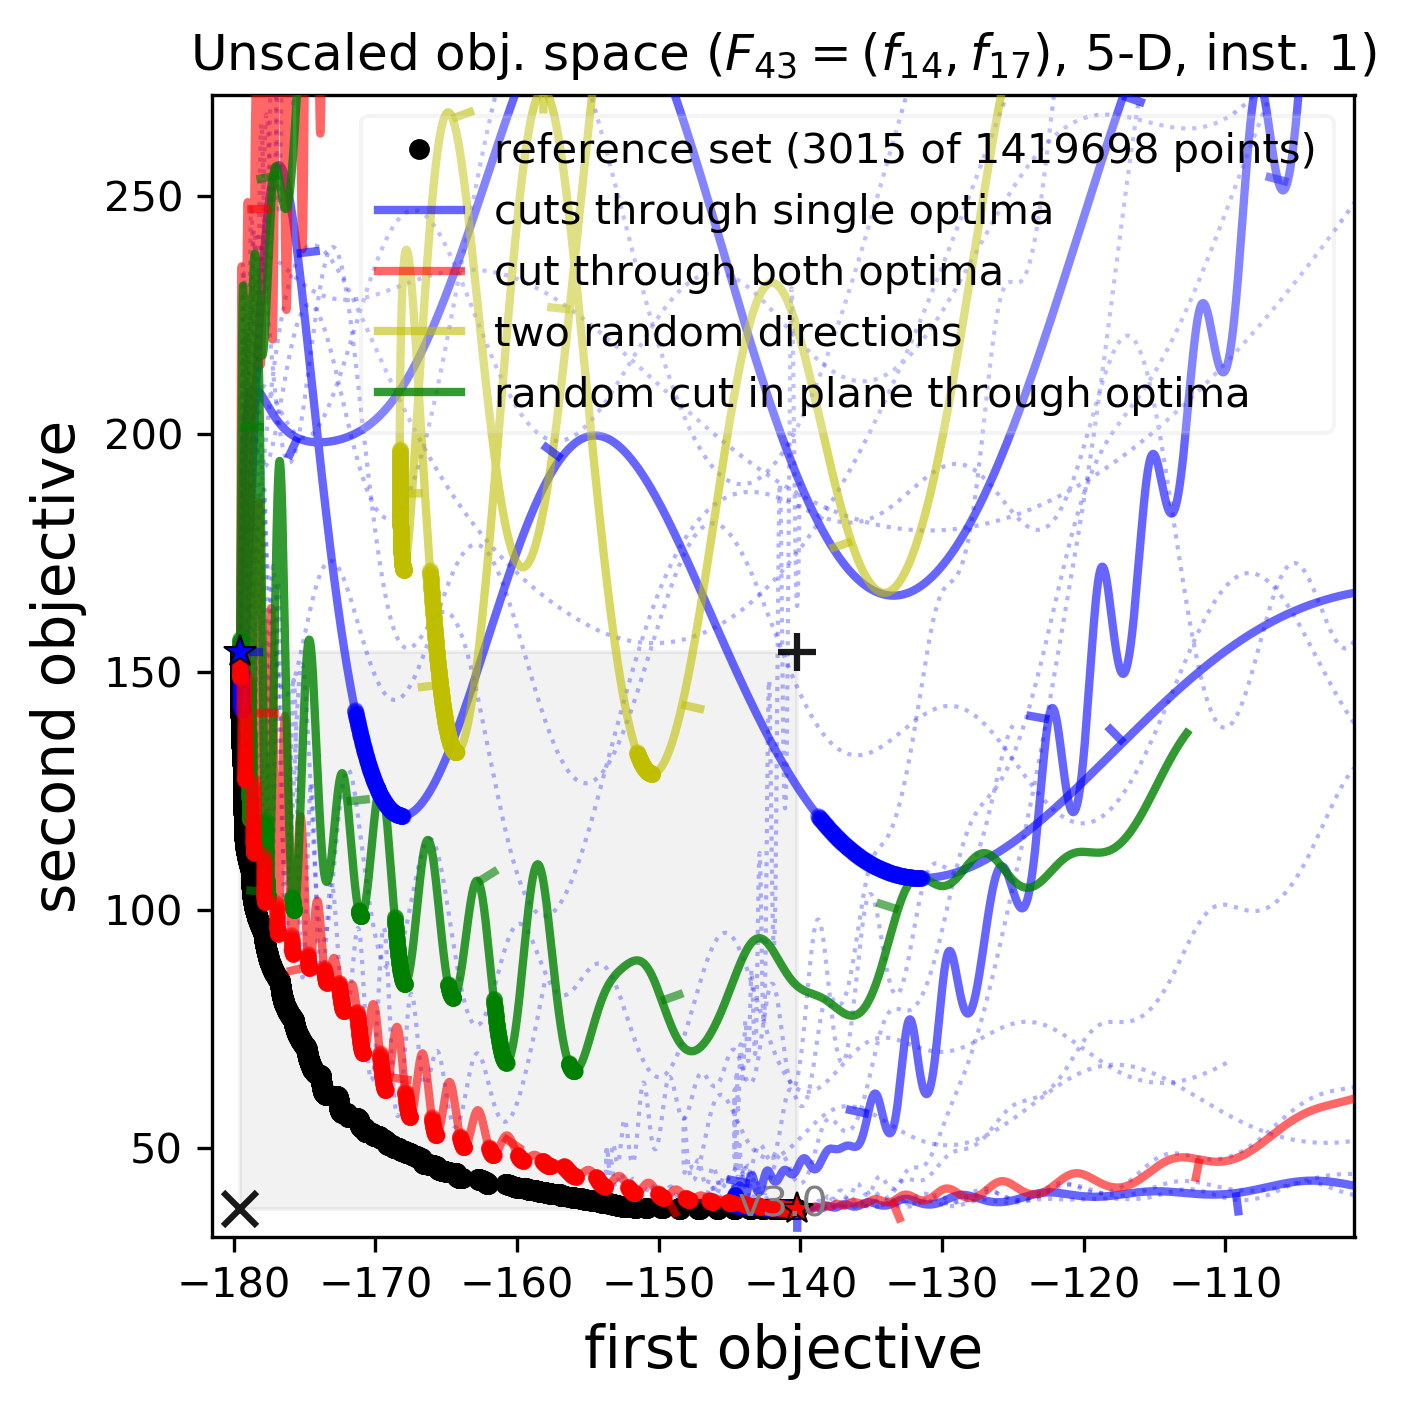 Unscaled obj. space (F₄₃ = (f₁₄, f₁₇), 5-D, inst. 1)
reference set (3015 of 1419698 points)
cuts through single optima
cut through both optima
two random directions
random cut in plane through optima
second objective
250
200
150
100
50
v3.0
−180
−170
−160
−150
−140
−130
−120
−110
first objective